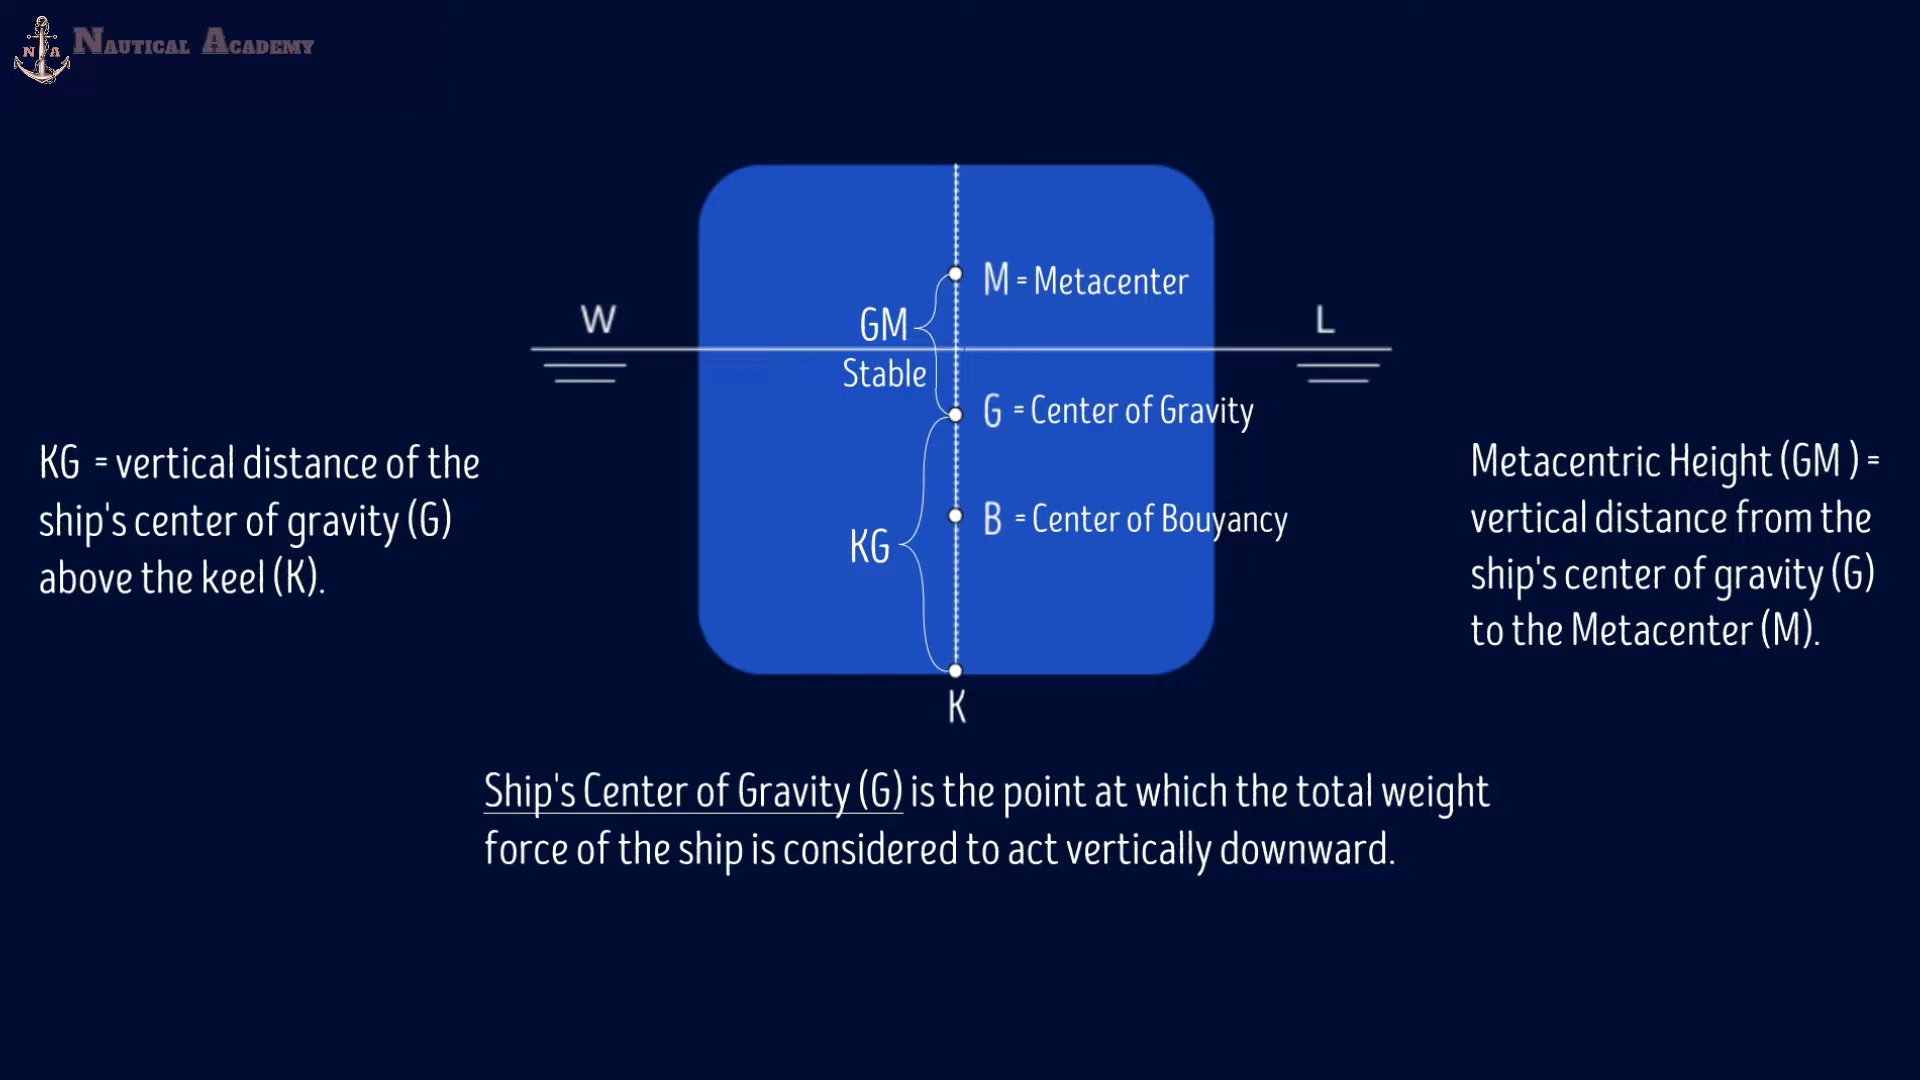 N A NAUTICAL ACADEMY
M = Metacenter
W
GM
L
Stable
G = Center of Gravity
KG = vertical distance of the
ship's center of gravity (G)
above the keel (K).
B = Center of Bouyancy
KG
K
Metacentric Height (GM ) =
vertical distance from the
ship's center of gravity (G)
to the Metacenter (M).
Ship's Center of Gravity (G) is the point at which the total weight
force of the ship is considered to act vertically downward.